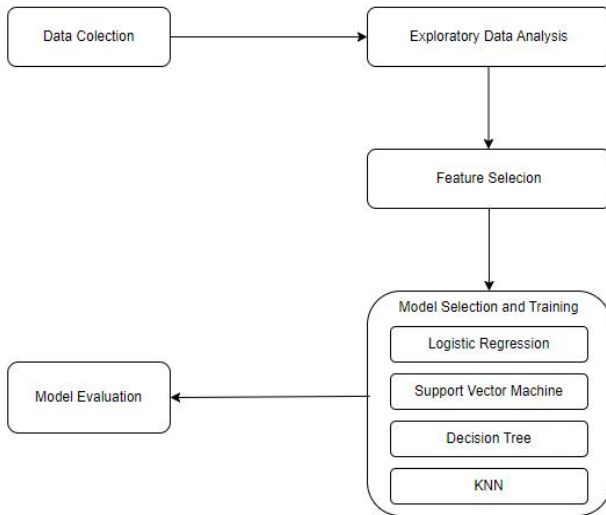 Data Colection
Exploratory Data Analysis
Feature Selecion
Model Selection and Training
Logistic Regression
Support Vector Machine
Decision Tree
KNN
Model Evaluation